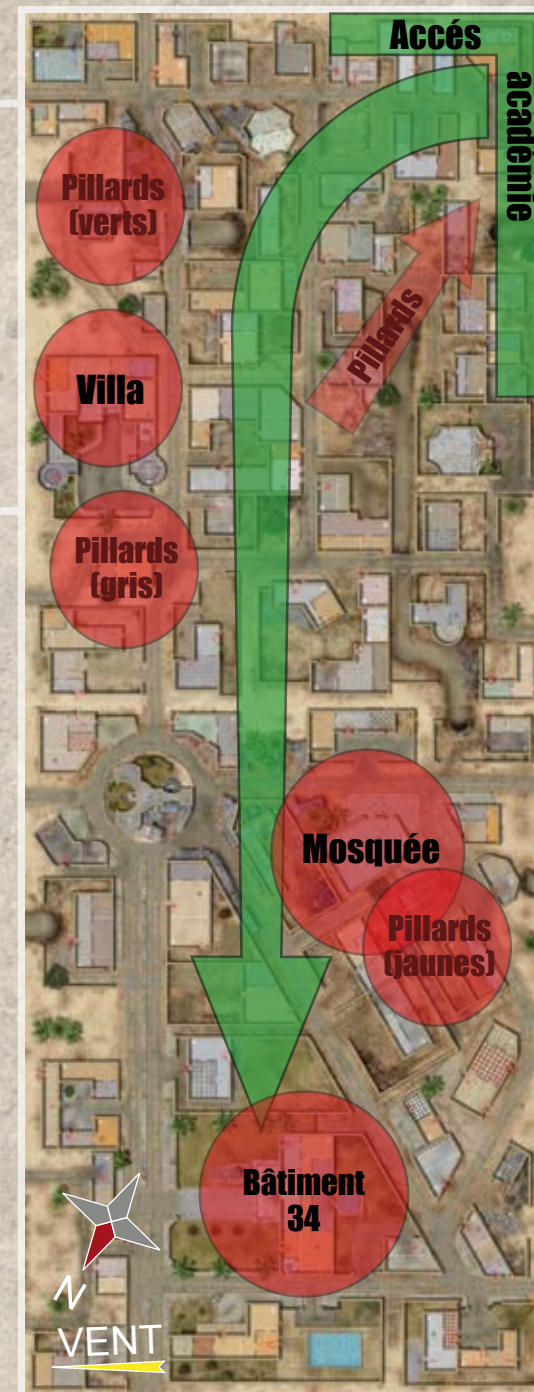 Accés
académie
Pillards
(verts)
Pillards
Villa
Pillards
(gris)
Mosquée
Pillards
(jaunes)
Bâtiment
34
N
VENT